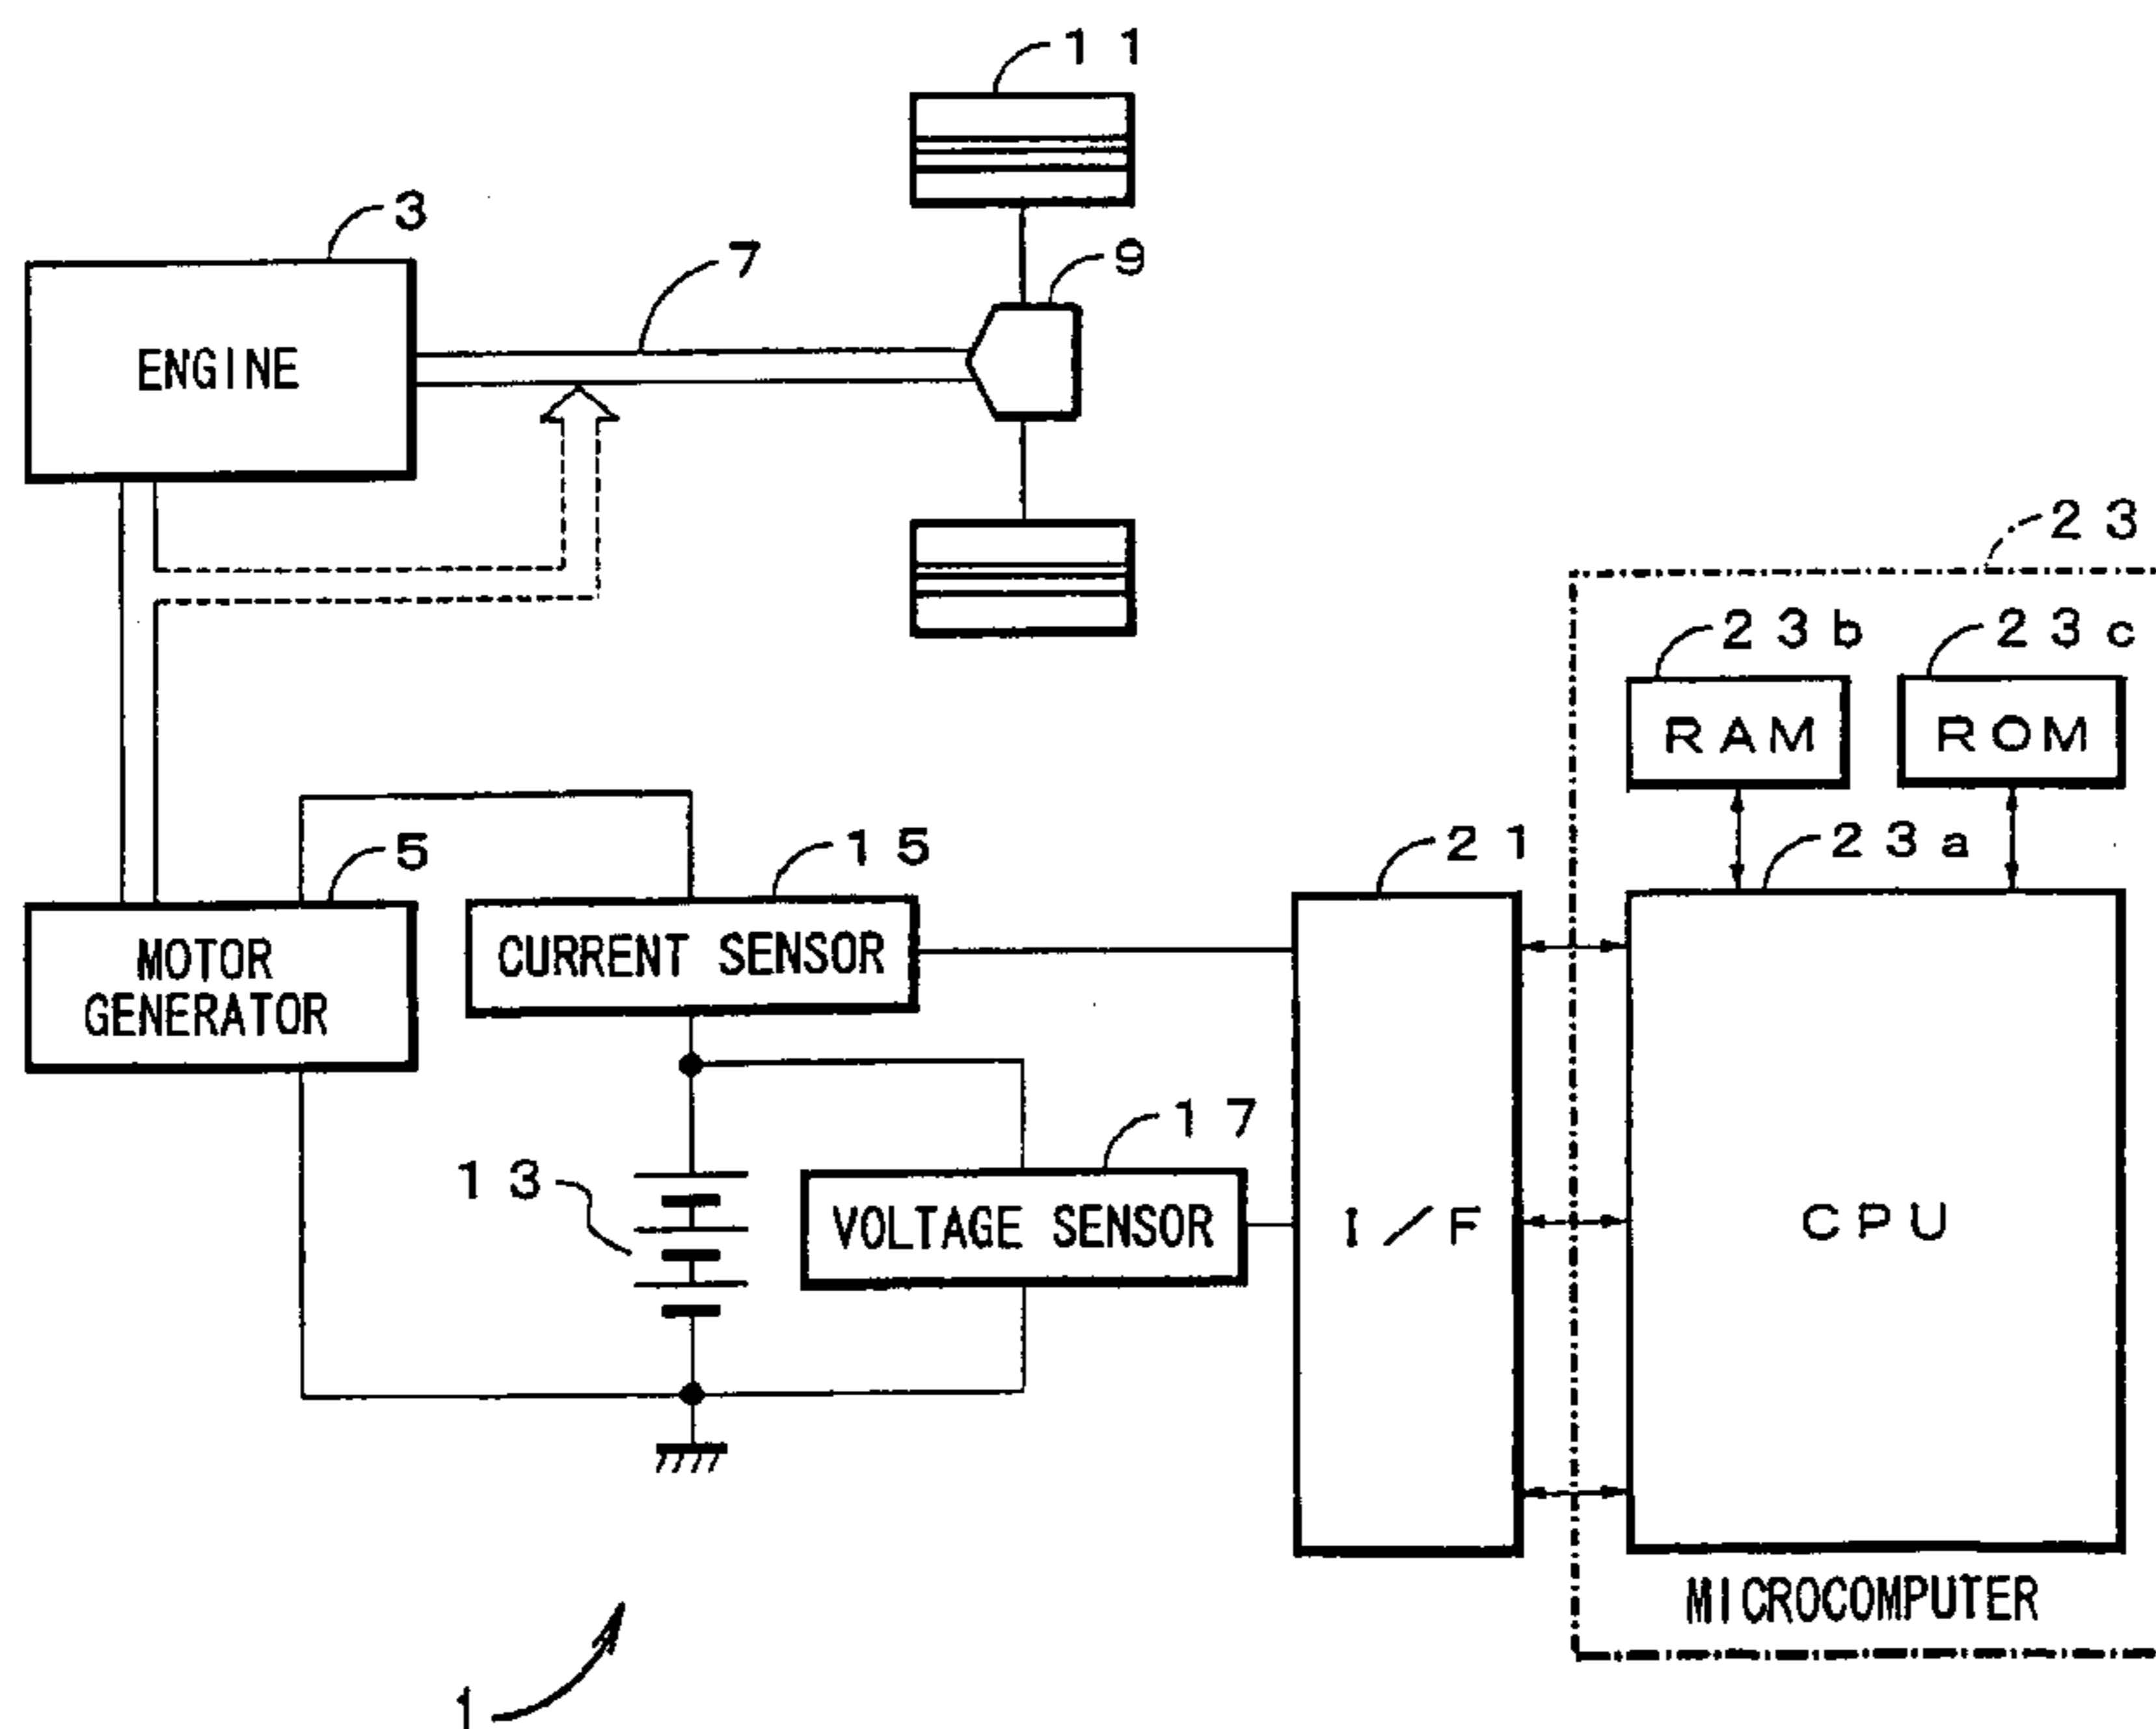 11
3
7
9
ENGINE
23
23b
23c
RAM
ROM
5
15
21
23a
MOTOR
GENERATOR
CURRENT SENSOR
17
13
VOLTAGE SENSOR
I/F
CPU
MICROCOMPUTER
1